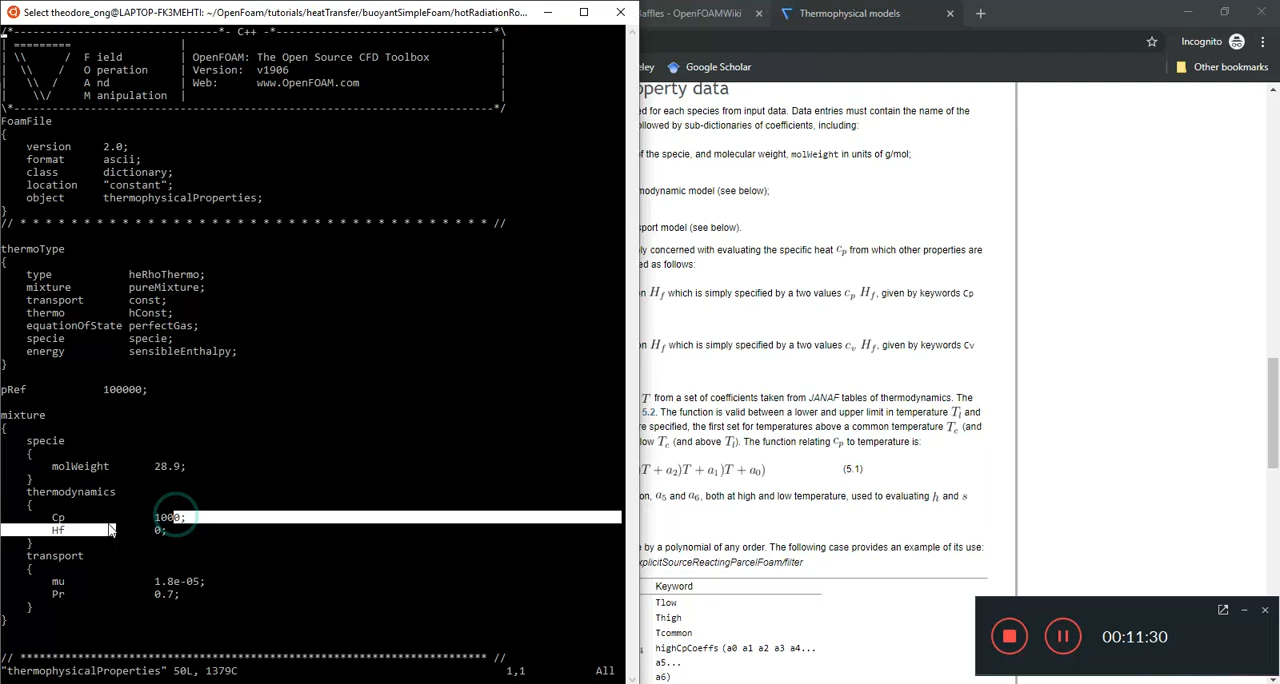 Select theodore_ong@LAPTOP-FK3MEHTI: ~/OpenFoam/tutorials/heatTransfer/buoyantSimpleFoam/hotRadiationRo...
/*--------------------------------*- C++ -*----------------------------------*\
| =========                 |
| \\      /  F ield         | OpenFOAM: The Open Source CFD Toolbox
|  \\    /   O peration     | Version:  v1906
|   \\  /    A nd           | Web:      www.OpenFOAM.com
|    \\/     M anipulation  |
\*---------------------------------------------------------------------------*/
FoamFile
{
    version     2.0;
    format      ascii;
    class       dictionary;
    location    "constant";
    object      thermophysicalProperties;
}
// * * * * * * * * * * * * * * * * * * * * * * * * * * * * * * * * * * * * * //
thermoType
{
    type            heRhoThermo;
    mixture         pureMixture;
    transport       const;
    thermo          hConst;
    equationOfState perfectGas;
    specie          specie;
    energy          sensibleEnthalpy;
}
pRef            100000;
mixture
{
    specie
    {
        molWeight       28.9;
    }
    thermodynamics
    {
        Cp              1000;
        Hf              0;
    }
    transport
    {
        mu              1.8e-05;
        Pr              0.7;
    }
}
// ************************************************************************* //
"thermophysicalProperties" 50L, 1379C    1,1    All
affles - OpenFOAMWiki
Thermophysical models
Incognito
ley
Google Scholar
Other bookmarks
operty data
ed for each species from input data. Data entries must contain the name of the
ollowed by sub-dictionaries of coefficients, including:
of the specie, and molecular weight, molWeight in units of g/mol;
modynamic model (see below);
sport model (see below).
ly concerned with evaluating the specific heat cp from which other properties are
ed as follows:
n Hf which is simply specified by a two values cp Hf, given by keywords Cp
n Hf which is simply specified by a two values cv Hf, given by keywords Cv
T from a set of coefficients taken from JANAF tables of thermodynamics. The
5.2. The function is valid between a lower and upper limit in temperature Tl and
re specified, the first set for temperatures above a common temperature Tc (and
low Tc (and above Tl). The function relating cp to temperature is:
T + a2)T + a1)T + a0) (5.1)
on, a5 and a6, both at high and low temperature, used to evaluating h and s
e by a polynomial of any order. The following case provides an example of its use:
xplicitSourceReactingParcelFoam/filter
Keyword
Tlow
Thigh
Tcommon
highCpCoeffs (a0 a1 a2 a3 a4...
a5...
a6)
00:11:30